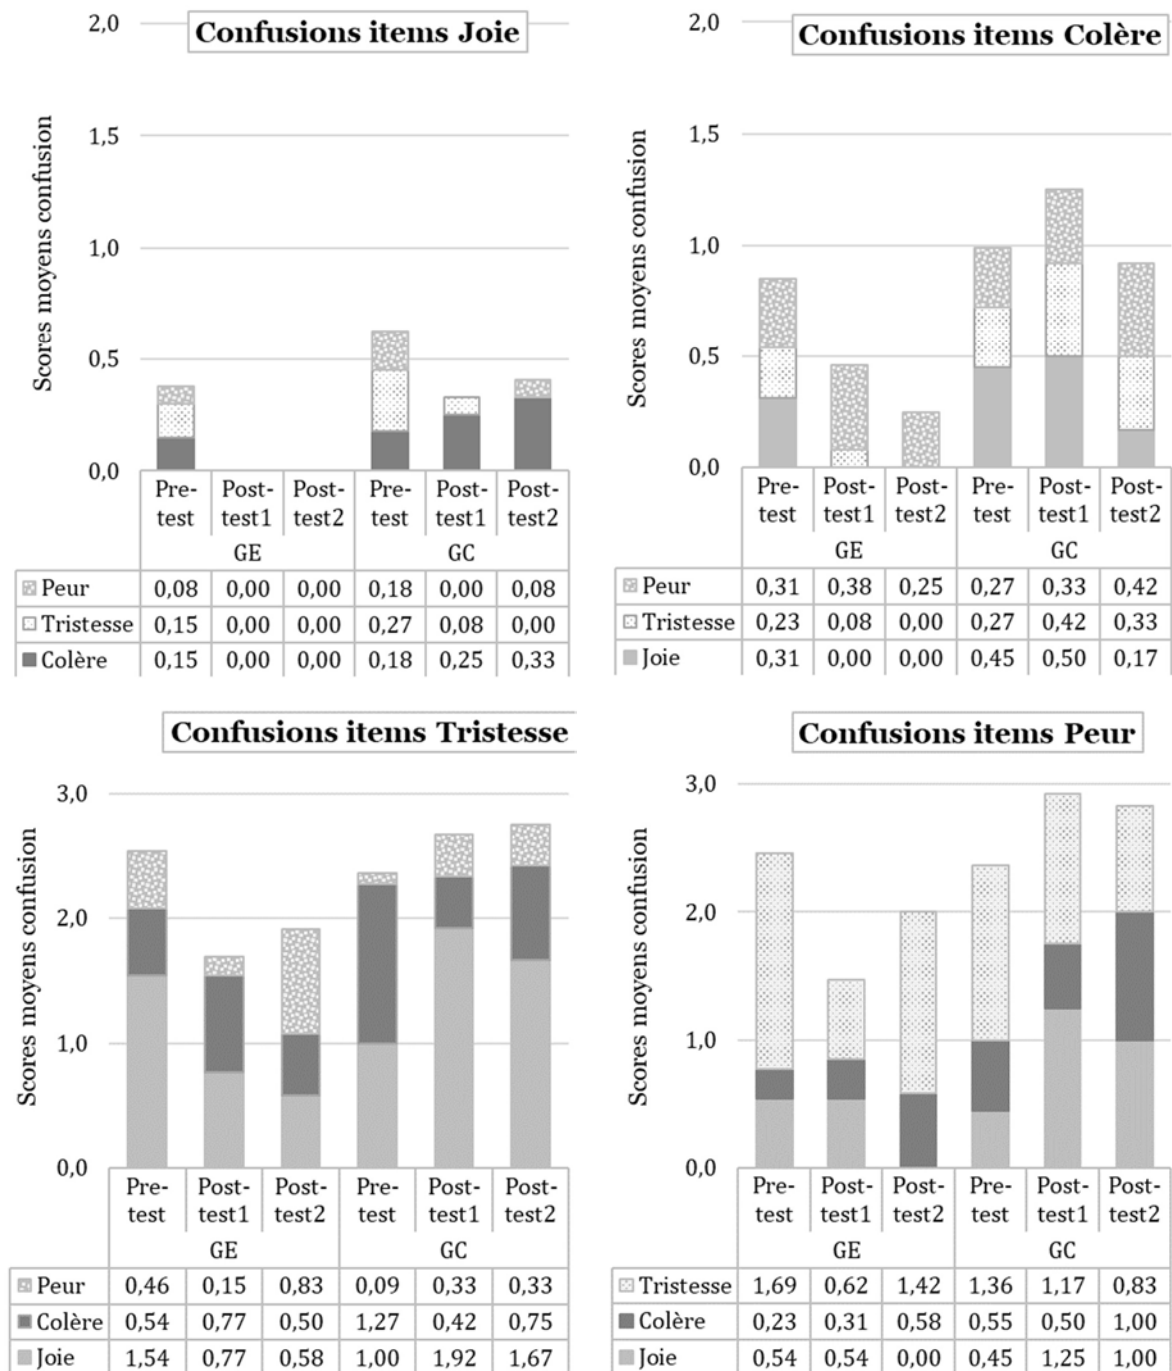 Confusions items Joie
Scores moyens confusion
2,0
1,5
1,0
0,5
0,0
Pre-test Post-test1 Post-test2 Pre-test Post-test1 Post-test2
GE GC
Peur 0,08 0,00 0,00 0,18 0,00 0,08
Tristesse 0,15 0,00 0,00 0,27 0,08 0,00
Colère 0,15 0,00 0,00 0,18 0,25 0,33
Confusions items Colère
Scores moyens confusion
2,0
1,5
1,0
0,5
0,0
Pre-test Post-test1 Post-test2 Pre-test Post-test1 Post-test2
GE GC
Peur 0,31 0,38 0,25 0,27 0,33 0,42
Tristesse 0,23 0,08 0,00 0,27 0,42 0,33
Joie 0,31 0,00 0,00 0,45 0,50 0,17
Confusions items Tristesse
Scores moyens confusion
3,0
2,0
1,0
0,0
Pre-test Post-test1 Post-test2 Pre-test Post-test1 Post-test2
GE GC
Peur 0,46 0,15 0,83 0,09 0,33 0,33
Colère 0,54 0,77 0,50 1,27 0,42 0,75
Joie 1,54 0,77 0,58 1,00 1,92 1,67
Confusions items Peur
Scores moyens confusion
3,0
2,0
1,0
0,0
Pre-test Post-test1 Post-test2 Pre-test Post-test1 Post-test2
GE GC
Tristesse 1,69 0,62 1,42 1,36 1,17 0,83
Colère 0,23 0,31 0,58 0,55 0,50 1,00
Joie 0,54 0,54 0,00 0,45 1,25 1,00